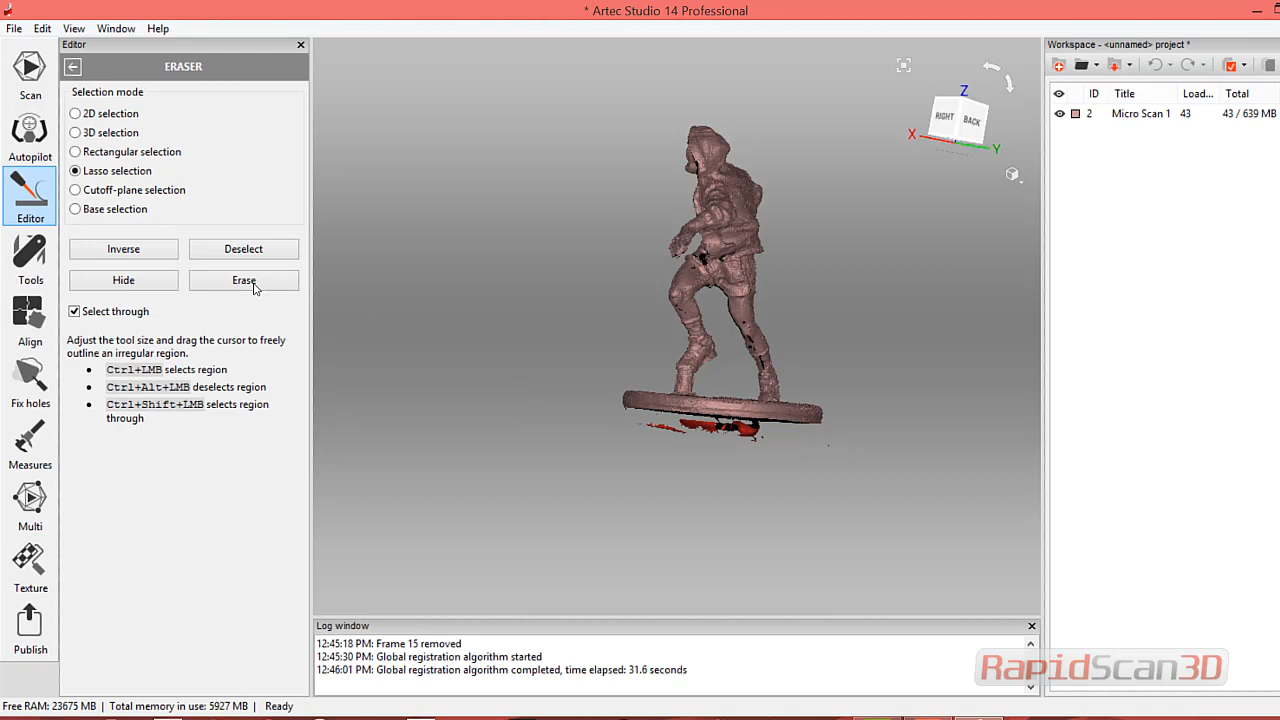 * Artec Studio 14 Professional
File Edit View Window Help
Editor
ERASER
Selection mode
2D selection
3D selection
Rectangular selection
Lasso selection
Cutoff-plane selection
Base selection
Inverse Deselect
Hide Erase
Select through
Adjust the tool size and drag the cursor to freely
outline an irregular region.
Ctrl+LMB selects region
Ctrl+Alt+LMB deselects region
Ctrl+Shift+LMB selects region
through
Scan
Autopilot
Editor
Tools
Align
Fix holes
Measures
Multi
Texture
Publish
Z
RIGHT BACK
X Y
Workspace - <unnamed> project *
ID Title Load... Total
2 Micro Scan 1 43 43 / 639 MB
Log window
12:45:18 PM: Frame 15 removed
12:45:30 PM: Global registration algorithm started
12:46:01 PM: Global registration algorithm completed, time elapsed: 31.6 seconds
RapidScan3D
Free RAM: 23675 MB | Total memory in use: 5927 MB | Ready